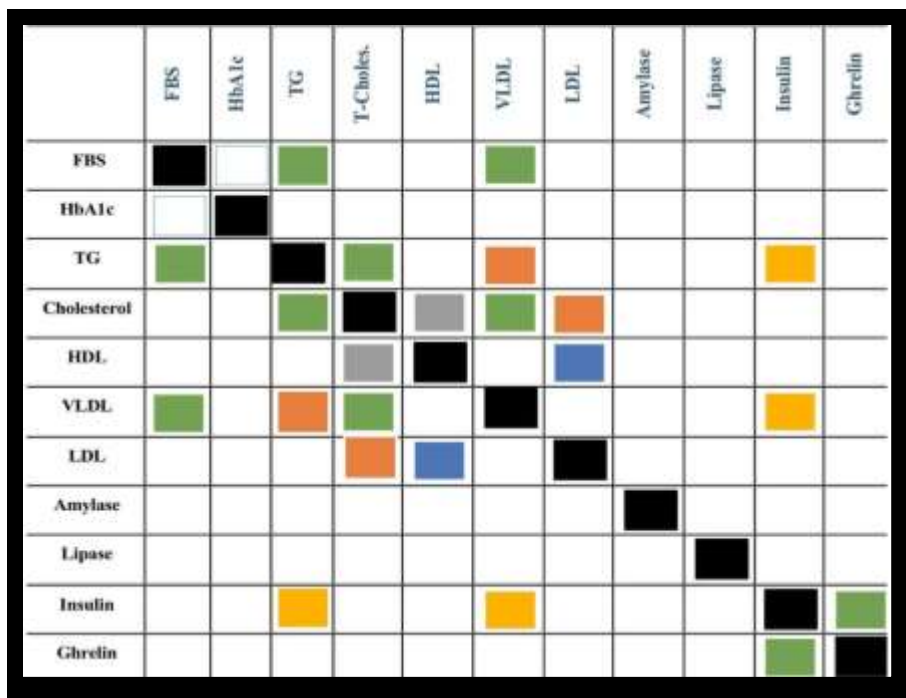 FBS
HbA1c
TG
T-Choles.
HDL
VLDL
LDL
Amylase
Lipase
Insulin
Ghrelin
FBS
HbA1c
TG
Cholesterol
HDL
VLDL
LDL
Amylase
Lipase
Insulin
Ghrelin